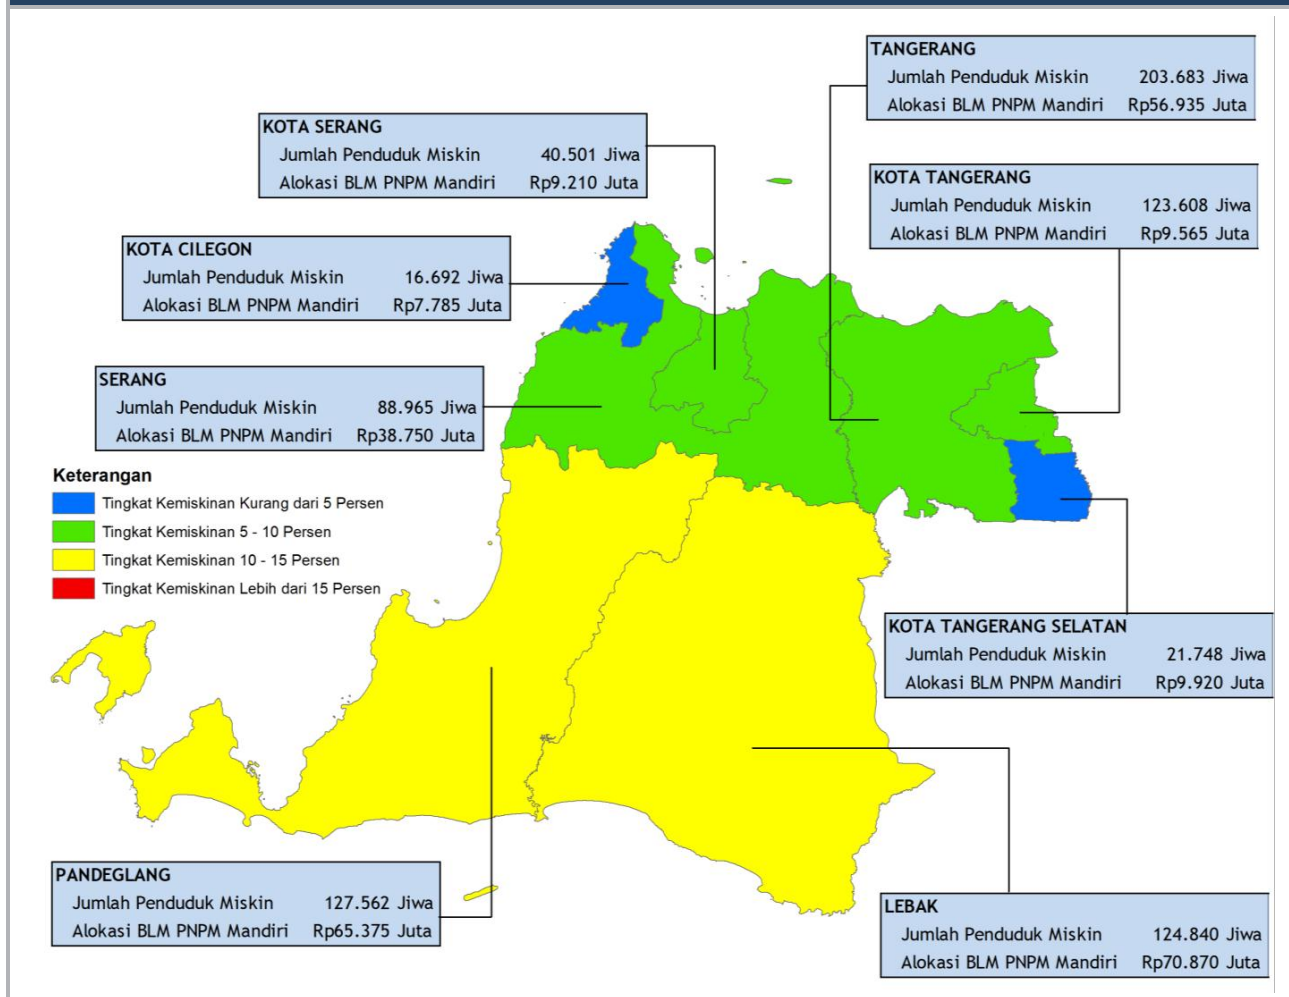 TANGERANG
Jumlah Penduduk Miskin 203.683 Jiwa
Alokasi BLM PNPM Mandiri Rp56.935 Juta
KOTA SERANG
Jumlah Penduduk Miskin 40.501 Jiwa
Alokasi BLM PNPM Mandiri Rp9.210 Juta
KOTA TANGERANG
Jumlah Penduduk Miskin 123.608 Jiwa
Alokasi BLM PNPM Mandiri Rp9.565 Juta
KOTA CILEGON
Jumlah Penduduk Miskin 16.692 Jiwa
Alokasi BLM PNPM Mandiri Rp7.785 Juta
SERANG
Jumlah Penduduk Miskin 88.965 Jiwa
Alokasi BLM PNPM Mandiri Rp38.750 Juta
Keterangan
Tingkat Kemiskinan Kurang dari 5 Persen
Tingkat Kemiskinan 5 - 10 Persen
Tingkat Kemiskinan 10 - 15 Persen
Tingkat Kemiskinan Lebih dari 15 Persen
KOTA TANGERANG SELATAN
Jumlah Penduduk Miskin 21.748 Jiwa
Alokasi BLM PNPM Mandiri Rp9.920 Juta
PANDEGLANG
Jumlah Penduduk Miskin 127.562 Jiwa
Alokasi BLM PNPM Mandiri Rp65.375 Juta
LEBAK
Jumlah Penduduk Miskin 124.840 Jiwa
Alokasi BLM PNPM Mandiri Rp70.870 Juta